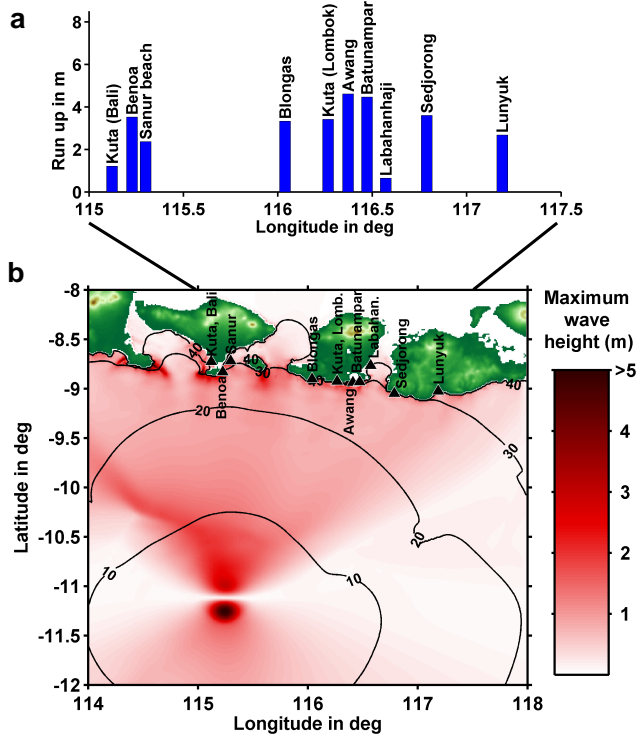 a
Run up in m
8
6
4
2
0
Kuta (Bali)
Benoa
Sanur beach
Blongas
Kuta (Lombok)
Awang
Batunampar
Labahanhaji
Sedjorong
Lunyuk
115
115.5
116
116.5
117
117.5
Longitude in deg
b
Latitude in deg
-8
-8.5
-9
-9.5
-10
-10.5
-11
-11.5
-12
Kuta, Bali
Sanur
Benoa
Blongas
Kuta, Lomb.
Awang
Batunampar
Labahan.
Sedjorong
Lunyuk
40
40
30
40
20
30
20
10
10
114
115
116
117
118
Longitude in deg
Maximum
wave
height (m)
>5
4
3
2
1